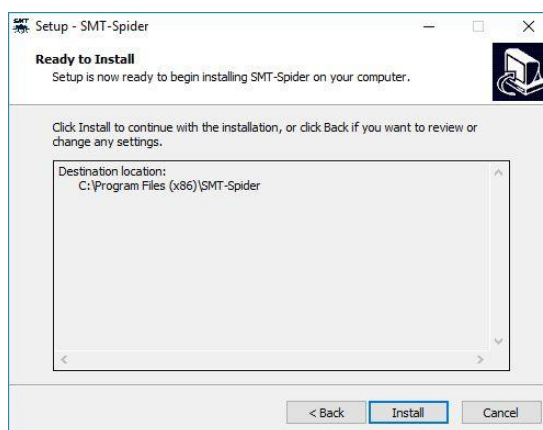 SMT
Setup - SMT-Spider
Ready to Install
Setup is now ready to begin installing SMT-Spider on your computer.
Click Install to continue with the installation, or click Back if you want to review or
change any settings.
Destination location:
C:\Program Files (x86)\SMT-Spider
< Back Install Cancel